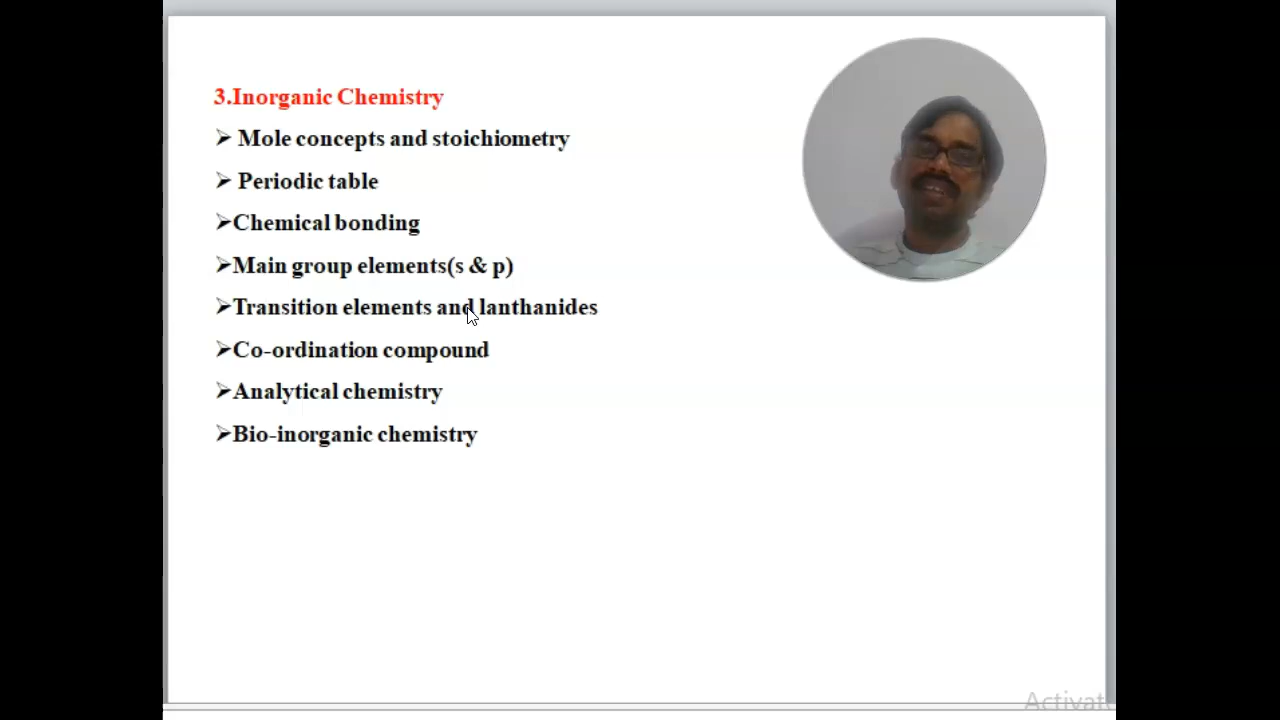 3.Inorganic Chemistry
➢ Mole concepts and stoichiometry
➢ Periodic table
➢Chemical bonding
➢Main group elements(s & p)
➢Transition elements and lanthanides
➢Co-ordination compound
➢Analytical chemistry
➢Bio-inorganic chemistry
Activat